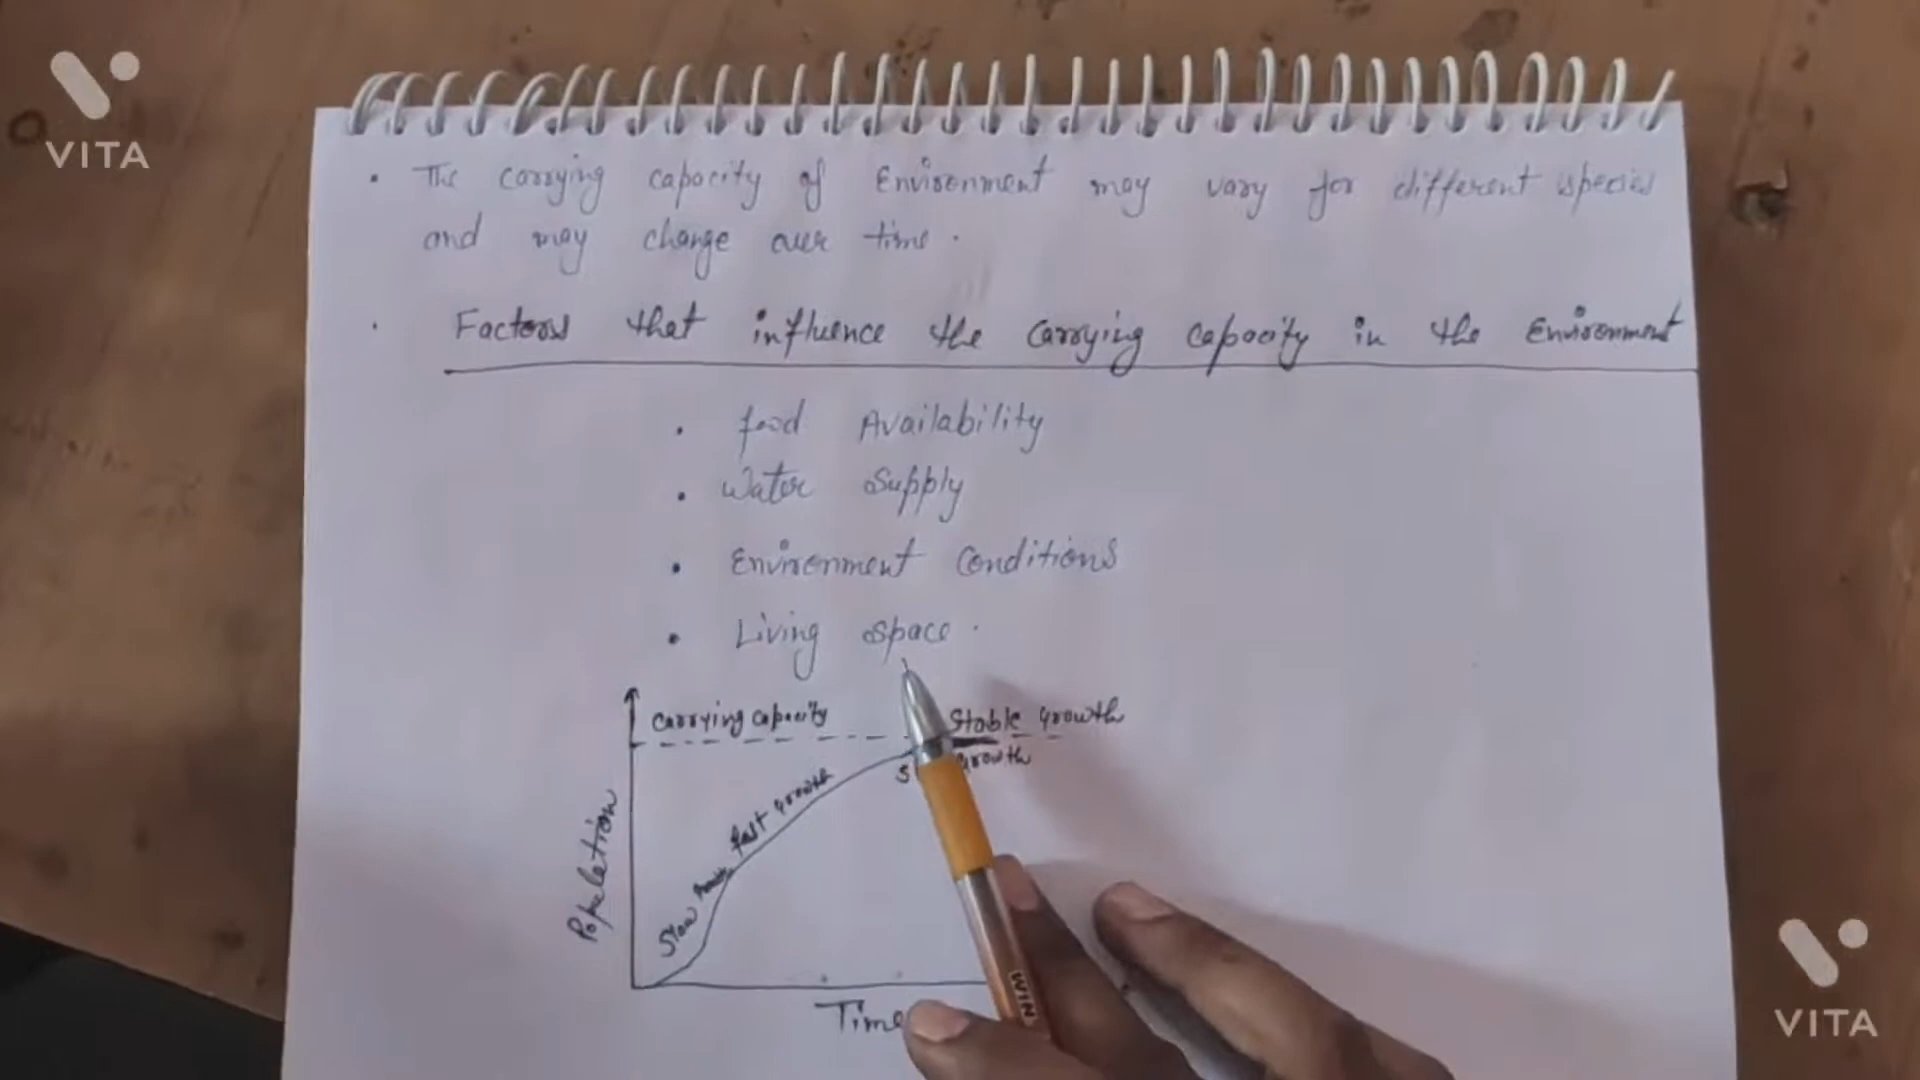 VITA
• The carrying capacity of Environment may vary for different species
and may change over time.
• Factors that influence the carrying capacity in the Environment
• food Availability
• Water Supply
• Environment Conditions
• Living Space.
Carrying capacity
Stable growth
growth
fast growth
Slow
Population
Time
WIN
VITA